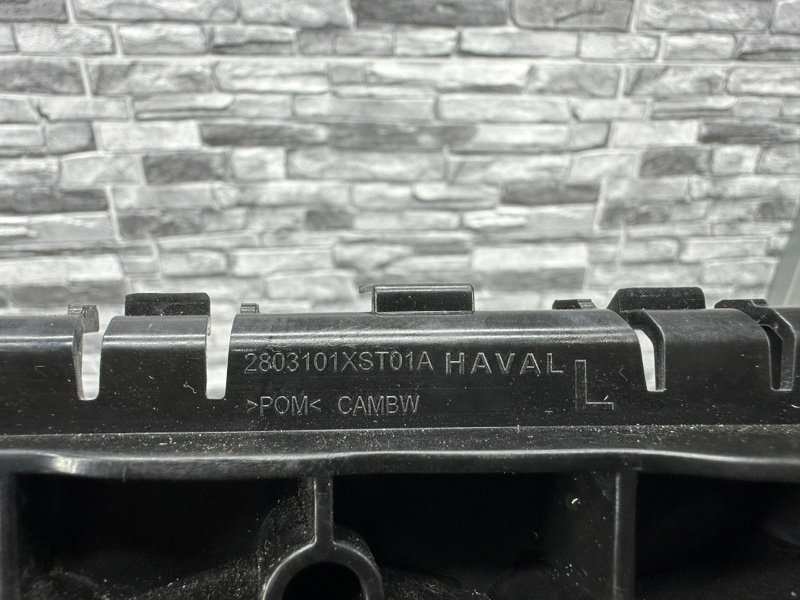 2803101XST01A HAVAL L
>POM< CAMBW